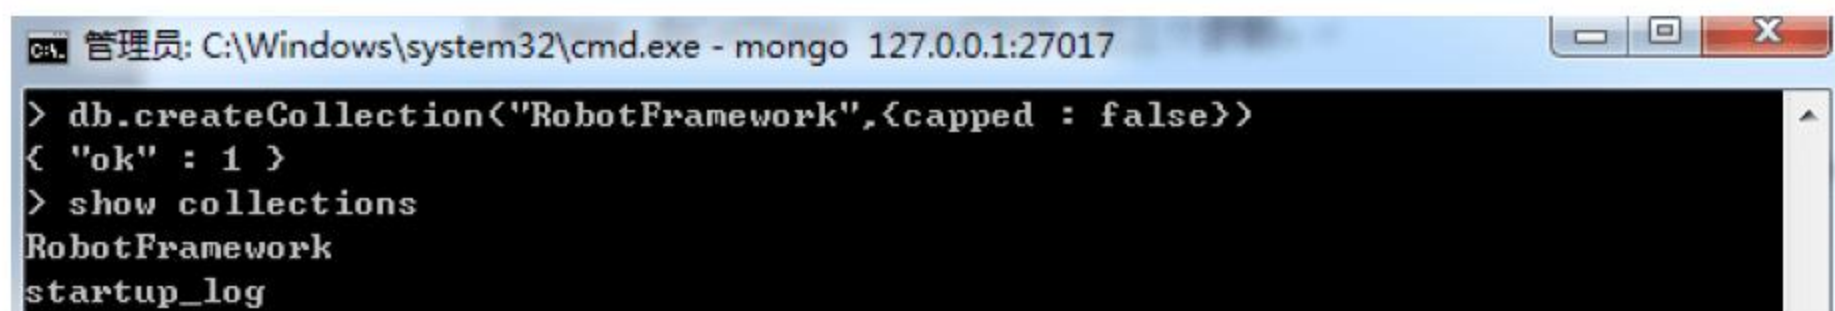 管理员: C:\Windows\system32\cmd.exe - mongo 127.0.0.1:27017
> db.createCollection("RobotFramework",{capped : false})
{ "ok" : 1 }
> show collections
RobotFramework
startup_log